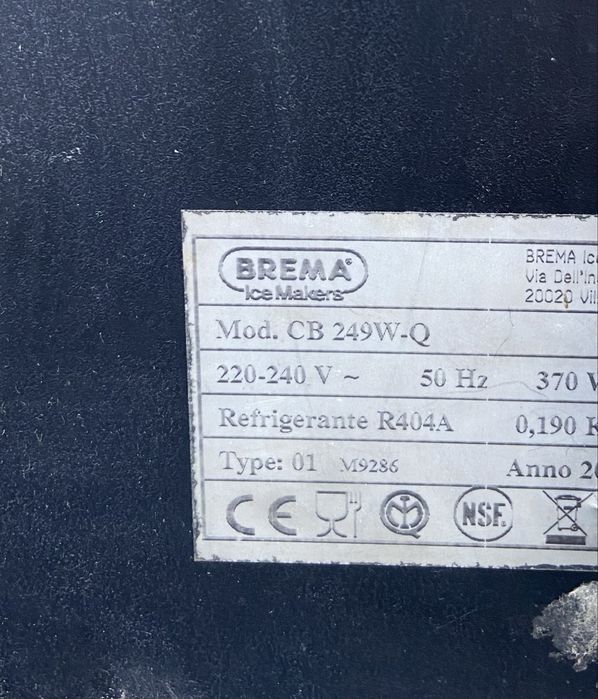 BREMA®
Ice Makers
BREMA Ic
Via Dell'In
20020 Vil
Mod. CB 249W-Q
220-240 V ~ 50 Hz 370
Refrigerante R404A 0,190 K
Type: 01 M9286 Anno 20
CE NSF.